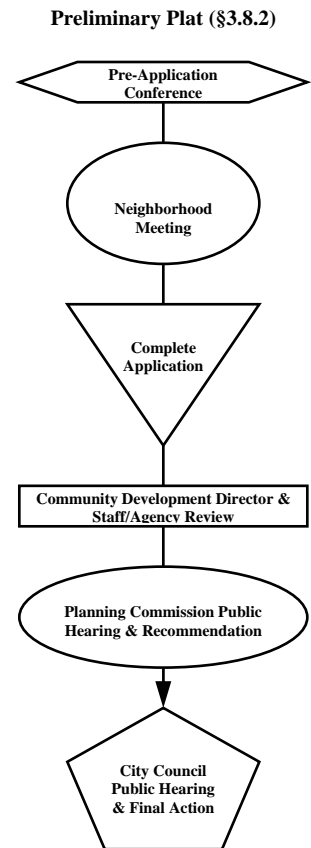 Preliminary Plat (§3.8.2)
Pre-Application
Conference
Neighborhood
Meeting
Complete
Application
Community Development Director &
Staff/Agency Review
Planning Commission Public
Hearing & Recommendation
City Council
Public Hearing
& Final Action